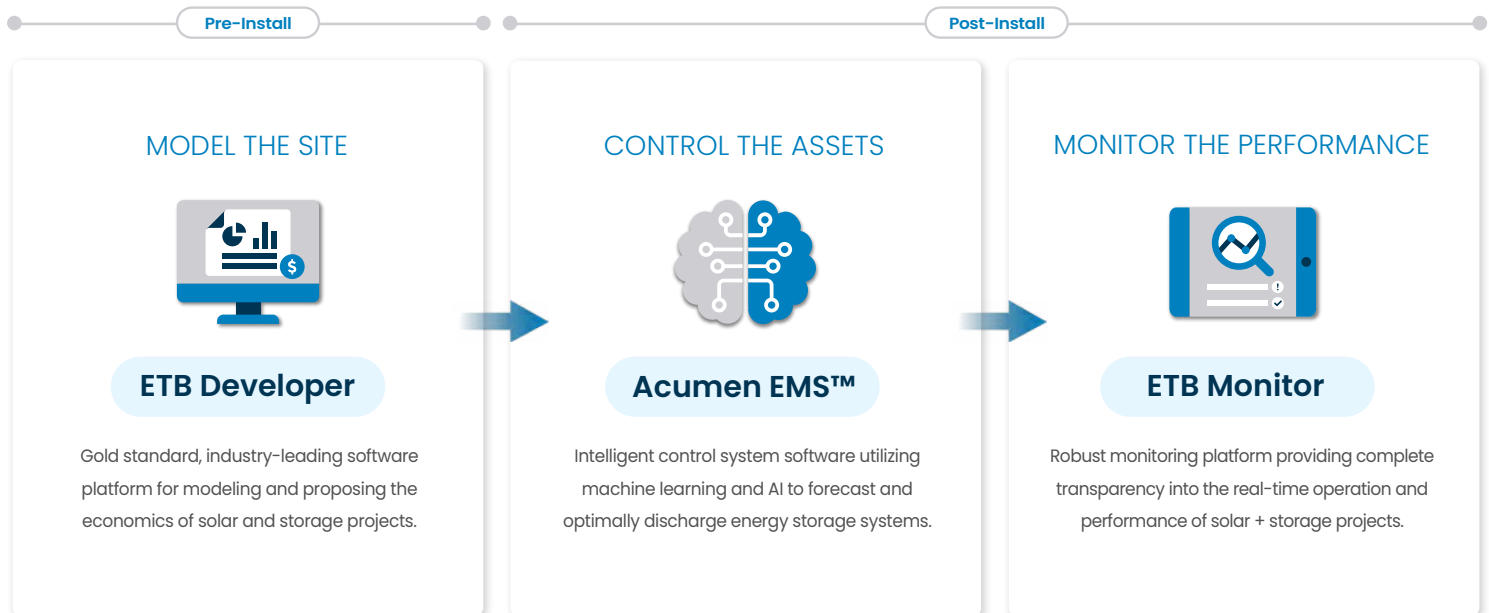 Pre-Install
Post-Install
MODEL THE SITE
$
ETB Developer
Gold standard, industry-leading software
platform for modeling and proposing the
economics of solar and storage projects.
CONTROL THE ASSETS
Acumen EMS™
Intelligent control system software utilizing
machine learning and AI to forecast and
optimally discharge energy storage systems.
MONITOR THE PERFORMANCE
!
ETB Monitor
Robust monitoring platform providing complete
transparency into the real-time operation and
performance of solar + storage projects.